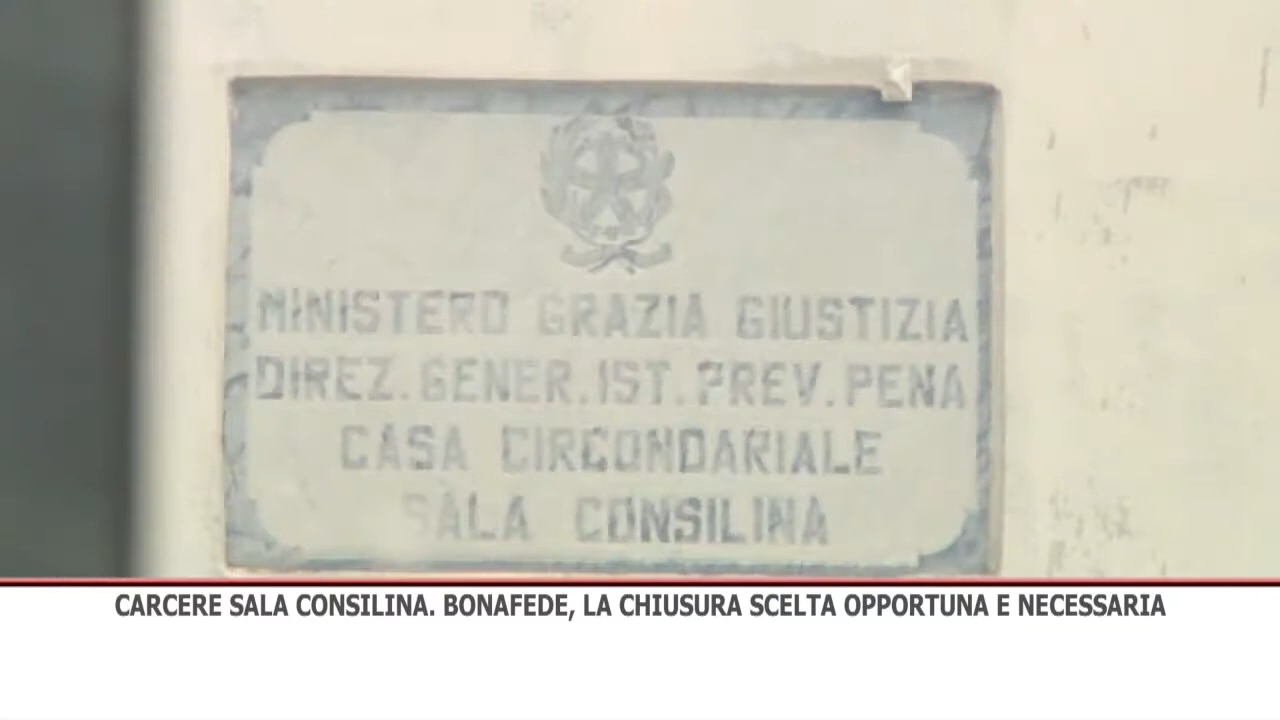 MINISTERO GRAZIA GIUSTIZIA
DIREZ.GENER.IST.PREV.PENA
CASA CIRCONDARIALE
SALA CONSILINA
CARCERE SALA CONSILINA. BONAFEDE, LA CHIUSURA SCELTA OPPORTUNA E NECESSARIA